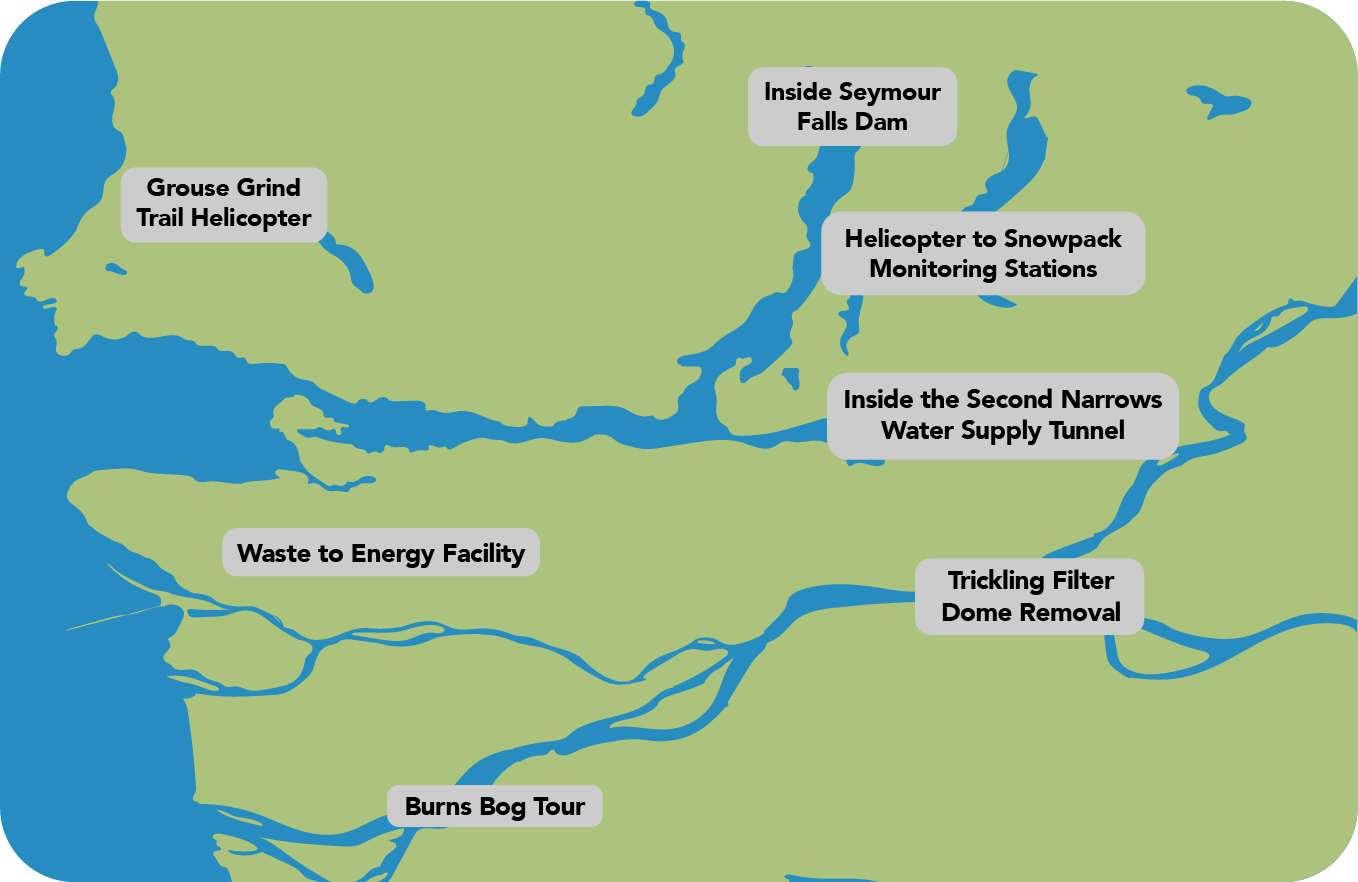 Inside Seymour
Falls Dam
Grouse Grind
Trail Helicopter
Helicopter to Snowpack
Monitoring Stations
Inside the Second Narrows
Water Supply Tunnel
Waste to Energy Facility
Trickling Filter
Dome Removal
Burns Bog Tour